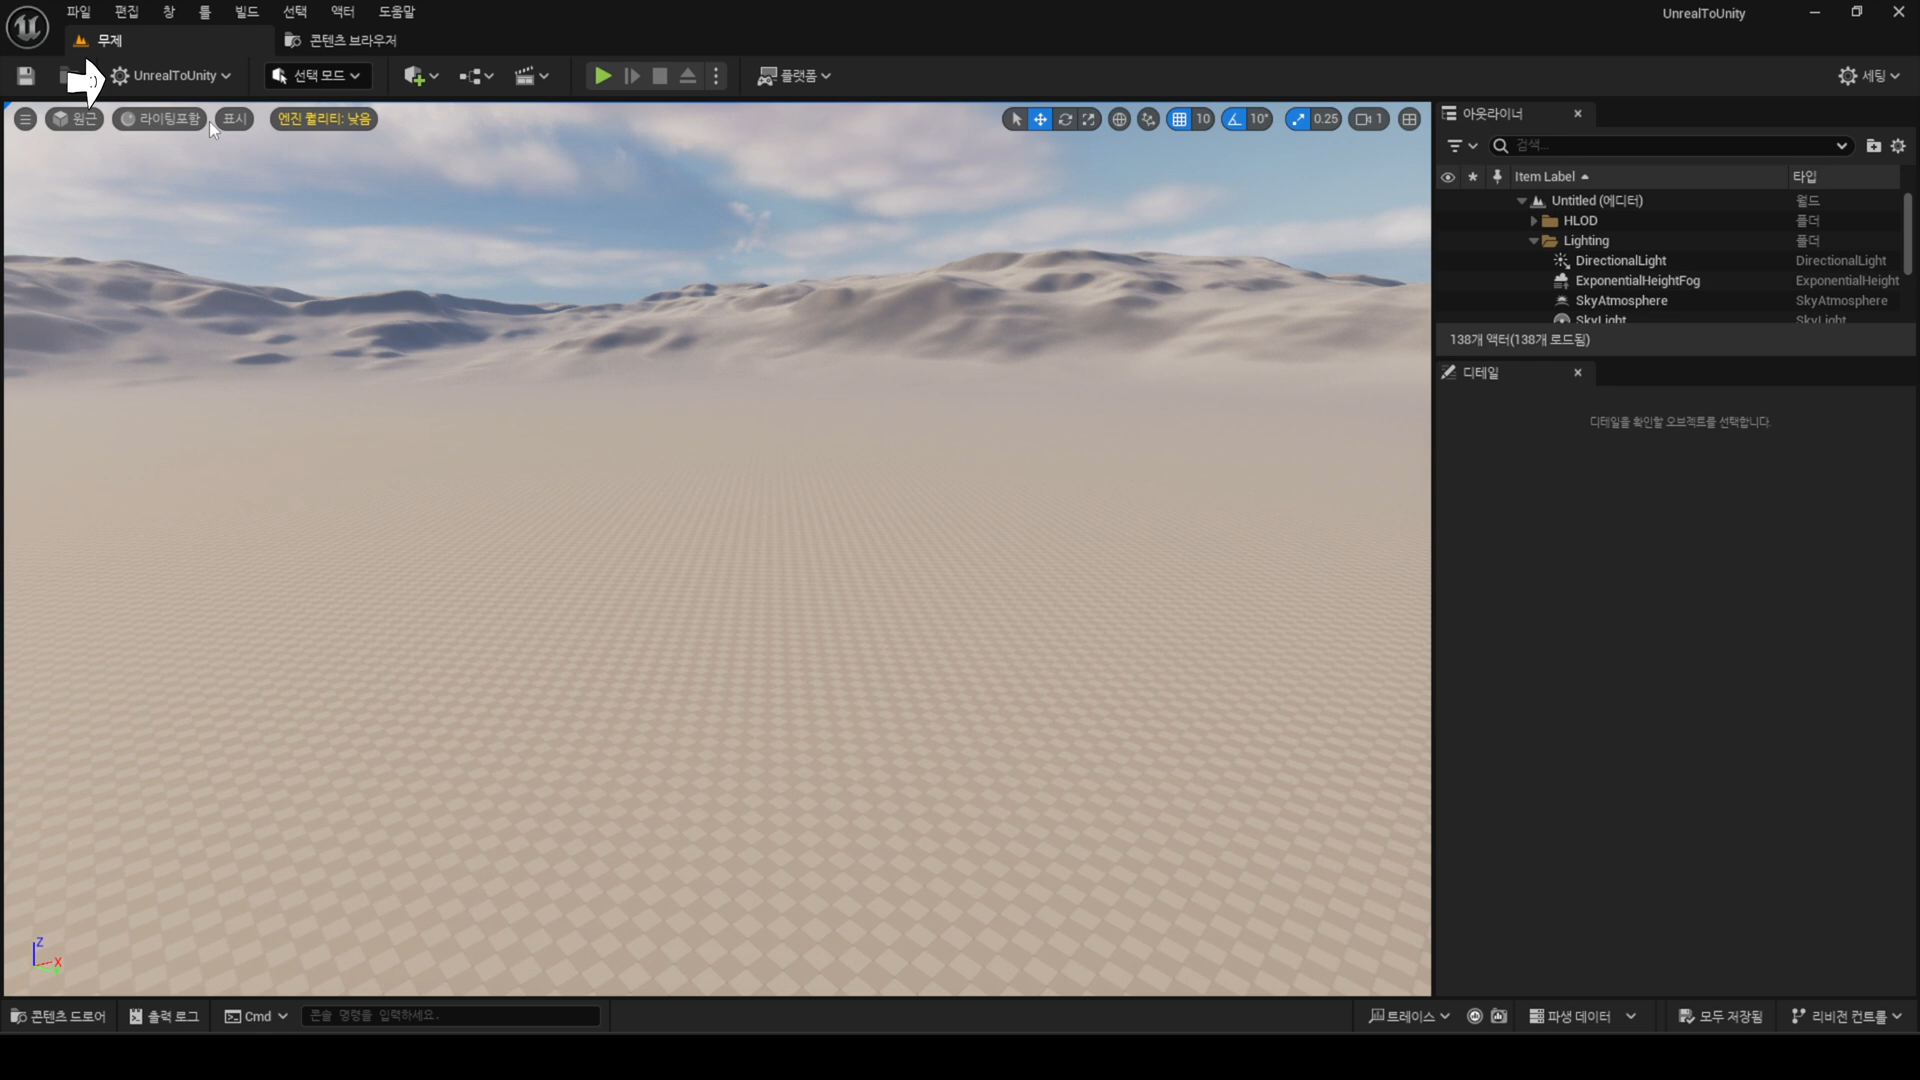 파일 편집 창 툴 빌드 선택 액터 도움말
UnrealToUnity
무제
콘텐츠 브라우저
UnrealToUnity
선택 모드
플랫폼
세팅
원근
라이팅포함
표시
엔진 퀄리티: 낮음
10
10°
0.25
1
아웃라이너
검색...
Item Label
타입
Untitled (에디터) 월드
HLOD 폴더
Lighting 폴더
DirectionalLight DirectionalLight
ExponentialHeightFog ExponentialHeight
SkyAtmosphere SkyAtmosphere
SkyLight SkyLight
138개 액터(138개 로드됨)
디테일
디테일을 확인할 오브젝트를 선택합니다.
Z
X
Y
콘텐츠 드로어
출력 로그
Cmd
콘솔 명령을 입력하세요.
트레이스
파생 데이터
모두 저장됨
리비전 컨트롤